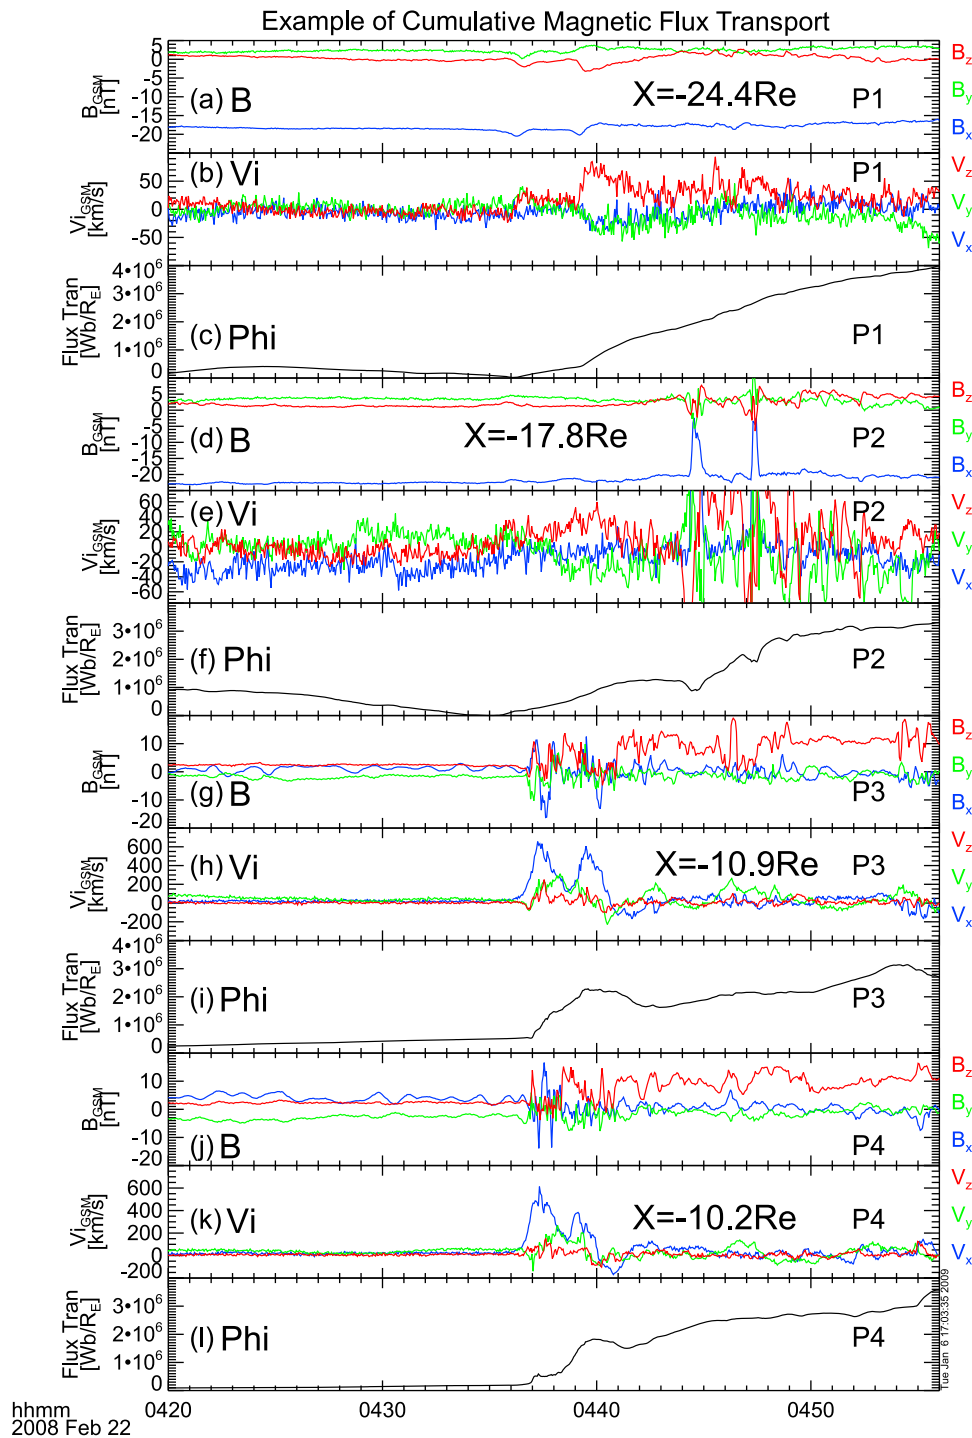 Example of Cumulative Magnetic Flux Transport
5
0
-5
-10
-15
-20
B_GSM
[nT]
(a) B
X=-24.4Re
P1
B_z
B_y
B_x
50
0
-50
Vi_GSM
[km/s]
(b) Vi
P1
V_z
V_y
V_x
4•10^6
3•10^6
2•10^6
1•10^6
0
Flux Tran
[Wb/R_E]
(c) Phi
P1
5
0
-5
-10
-15
-20
B_GSM
[nT]
(d) B
X=-17.8Re
P2
B_z
B_y
B_x
60
40
20
0
-20
-40
-60
Vi_GSM
[km/s]
(e) Vi
P2
V_z
V_y
V_x
3•10^6
2•10^6
1•10^6
0
Flux Tran
[Wb/R_E]
(f) Phi
P2
10
0
-10
-20
B_GSM
[nT]
(g) B
P3
B_z
B_y
B_x
600
400
200
0
-200
Vi_GSM
[km/s]
(h) Vi
X=-10.9Re
P3
V_z
V_y
V_x
4•10^6
3•10^6
2•10^6
1•10^6
0
Flux Tran
[Wb/R_E]
(i) Phi
P3
10
0
-10
-20
B_GSM
[nT]
(j) B
P4
B_z
B_y
B_x
600
400
200
0
-200
Vi_GSM
[km/s]
(k) Vi
X=-10.2Re
P4
V_z
V_y
V_x
3•10^6
2•10^6
1•10^6
0
Flux Tran
[Wb/R_E]
(l) Phi
P4
Tue Jan 6 17:03:35 2009
0420 0430 0440 0450
hhmm
2008 Feb 22